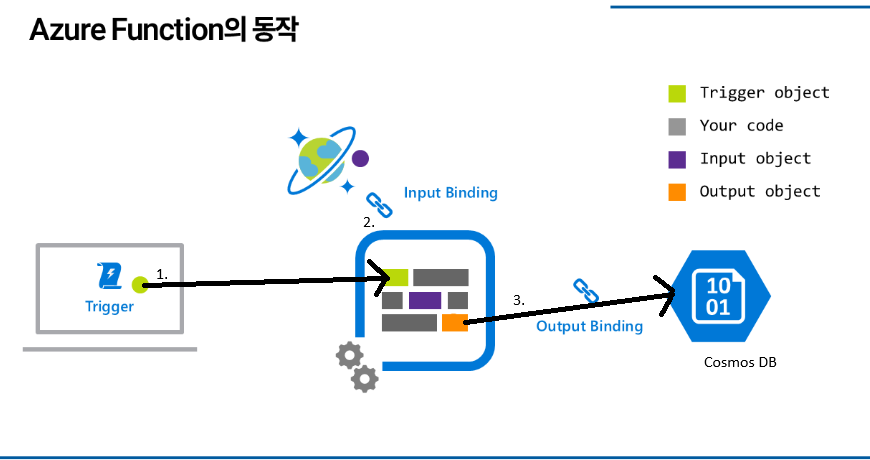 Azure Function의 동작
Trigger object
Your code
Input object
Output object
Input Binding
2.
1.
Trigger
3.
Output Binding
10
01
Cosmos DB